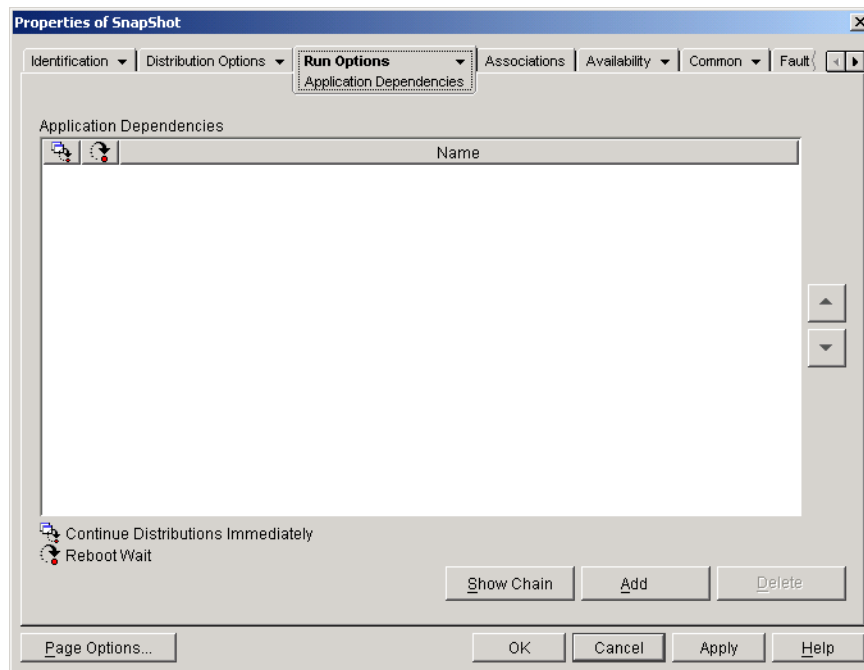 Properties of SnapShot
Identification Distribution Options Run Options Associations Availability Common Fault
Application Dependencies
Application Dependencies
Name
Continue Distributions Immediately
Reboot Wait
Show Chain Add Delete
Page Options... OK Cancel Apply Help